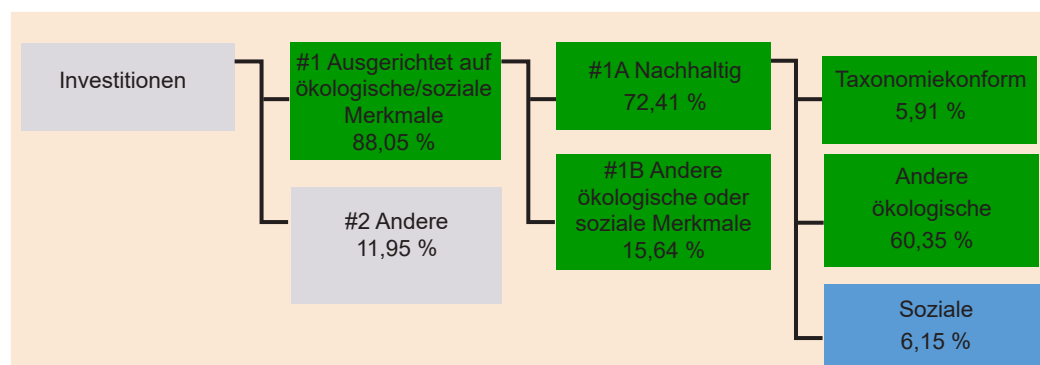 Investitionen
#1 Ausgerichtet auf
ökologische/soziale
Merkmale
88,05 %
#2 Andere
11,95 %
#1A Nachhaltig
72,41 %
#1B Andere
ökologische oder
soziale Merkmale
15,64 %
Taxonomiekonform
5,91 %
Andere
ökologische
60,35 %
Soziale
6,15 %